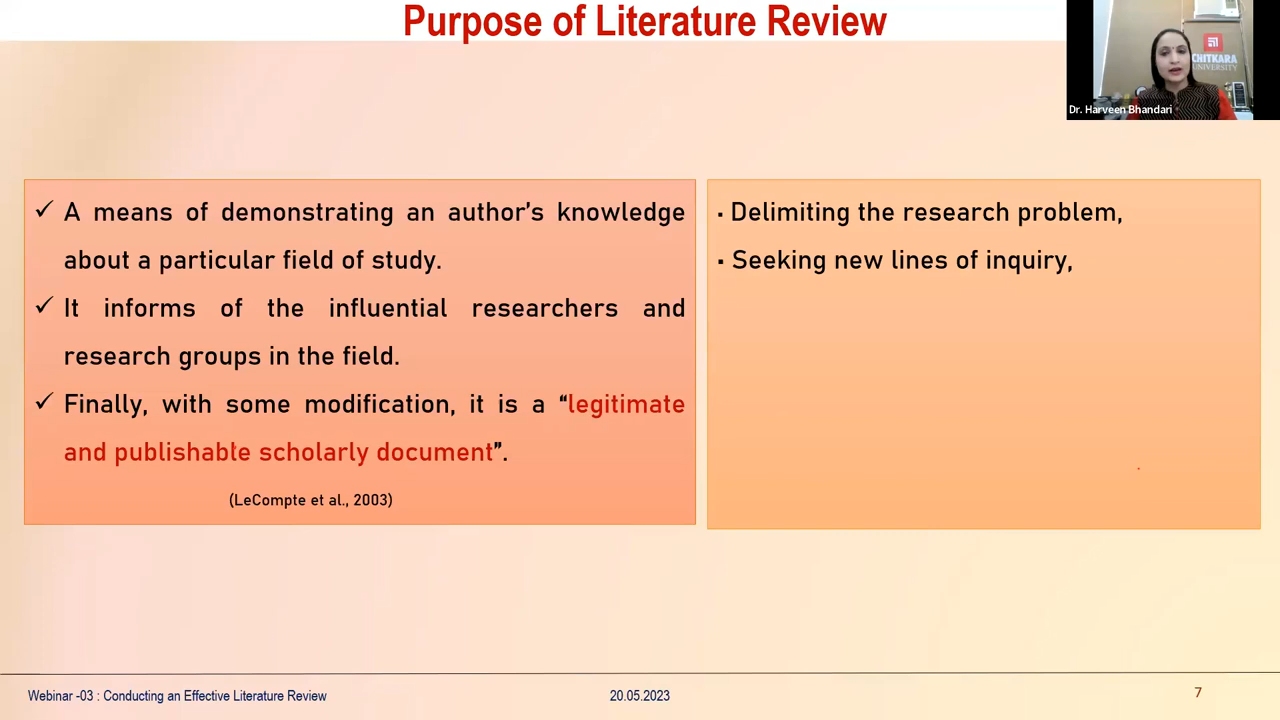 Purpose of Literature Review
CHITKARA
UNIVERSITY
Dr. Harveen Bhandari
✓ A means of demonstrating an author's knowledge
about a particular field of study.
✓ It informs of the influential researchers and
research groups in the field.
✓ Finally, with some modification, it is a “legitimate
and publishable scholarly document”.
(LeCompte et al., 2003)
▪ Delimiting the research problem,
▪ Seeking new lines of inquiry,
Webinar -03 : Conducting an Effective Literature Review
20.05.2023
7